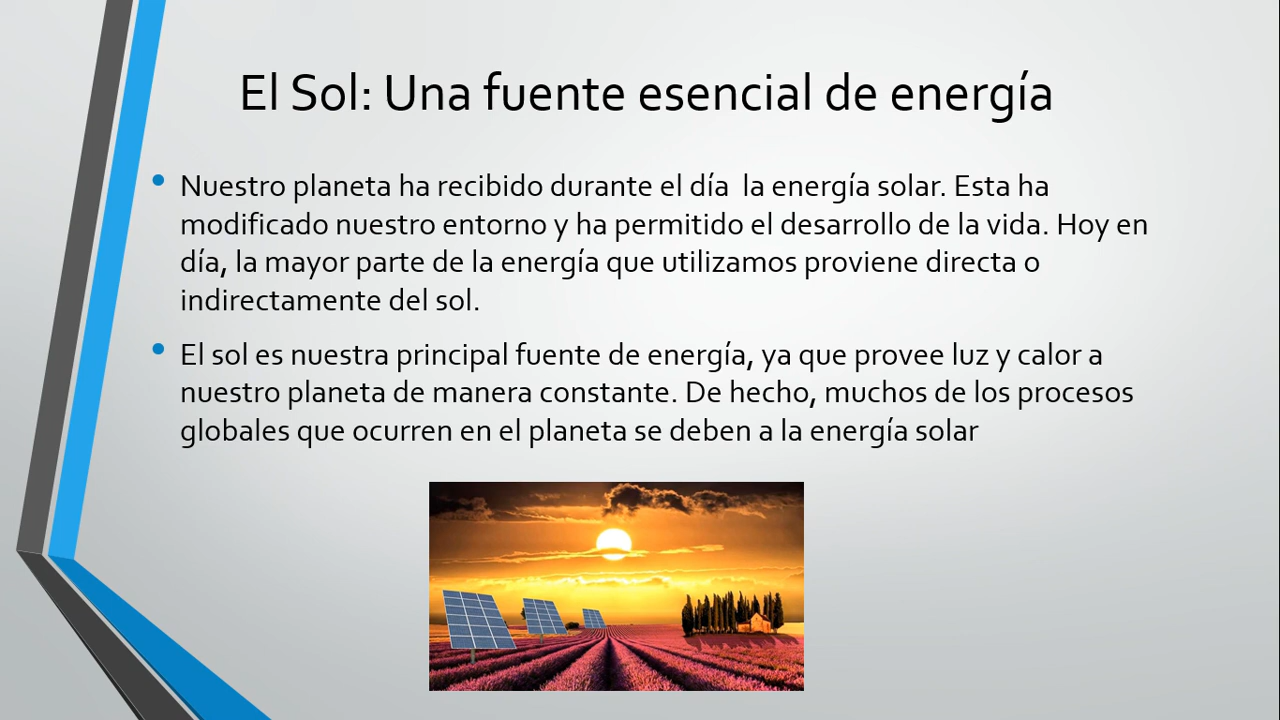 El Sol: Una fuente esencial de energía
Nuestro planeta ha recibido durante el día  la energía solar. Esta ha
modificado nuestro entorno y ha permitido el desarrollo de la vida. Hoy en
día, la mayor parte de la energía que utilizamos proviene directa o
indirectamente del sol.
El sol es nuestra principal fuente de energía, ya que provee luz y calor a
nuestro planeta de manera constante. De hecho, muchos de los procesos
globales que ocurren en el planeta se deben a la energía solar